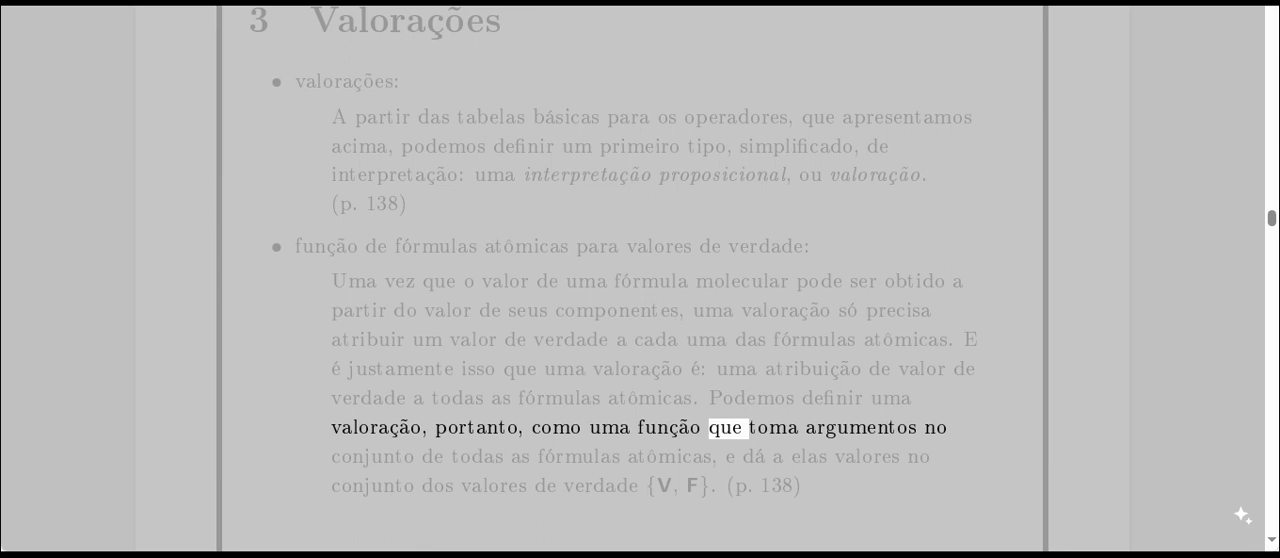 3 Valorações
• valorações:
A partir das tabelas básicas para os operadores, que apresentamos
acima, podemos definir um primeiro tipo, simplificado, de
interpretação: uma interpretação proposicional, ou valoração.
(p. 138)
• função de fórmulas atômicas para valores de verdade:
Uma vez que o valor de uma fórmula molecular pode ser obtido a
partir do valor de seus componentes, uma valoração só precisa
atribuir um valor de verdade a cada uma das fórmulas atômicas. E
é justamente isso que uma valoração é: uma atribuição de valor de
verdade a todas as fórmulas atômicas. Podemos definir uma
valoração, portanto, como uma função que toma argumentos no
conjunto de todas as fórmulas atômicas, e dá a elas valores no
conjunto dos valores de verdade {V, F}. (p. 138)